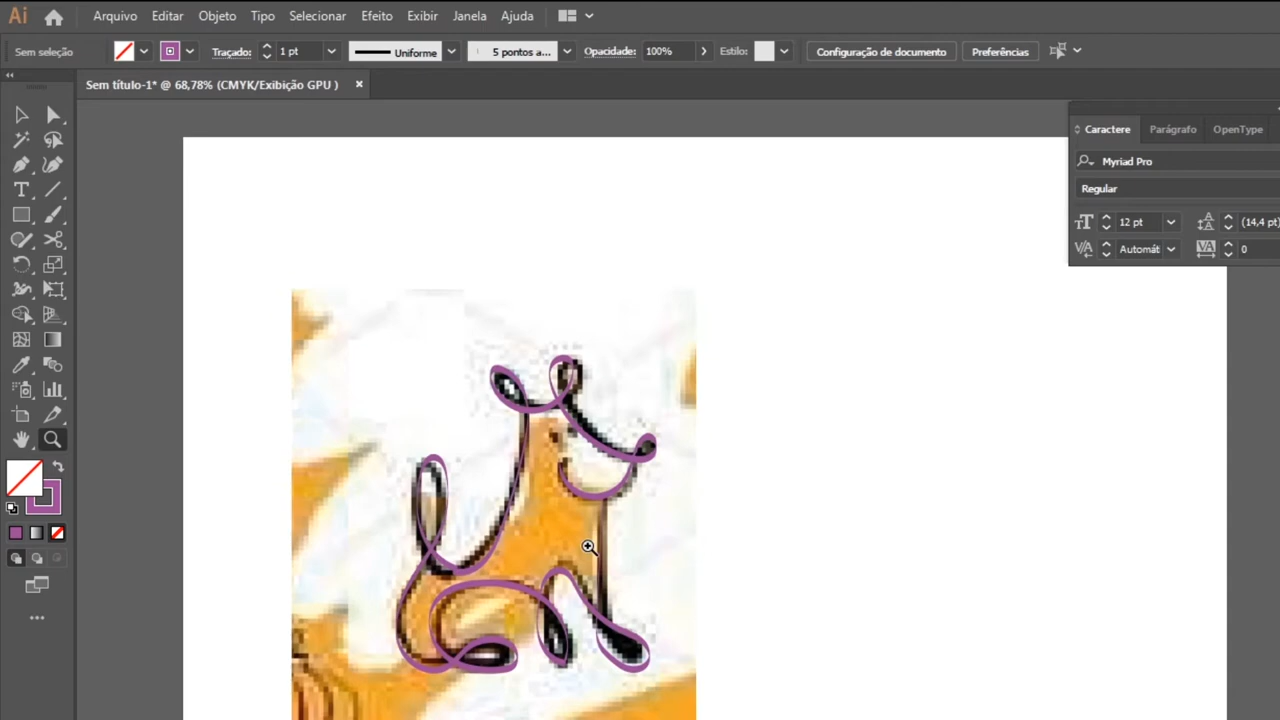 Ai Arquivo Editar Objeto Tipo Selecionar Efeito Exibir Janela Ajuda
Sem seleção Traçado: 1 pt Uniforme 5 pontos a... Opacidade: 100% Estilo: Configuração de documento Preferências
Sem título-1* @ 68,78% (CMYK/Exibição GPU ) ×
Caractere Parágrafo OpenType
Myriad Pro
Regular
12 pt (14,4 pt)
Automát 0